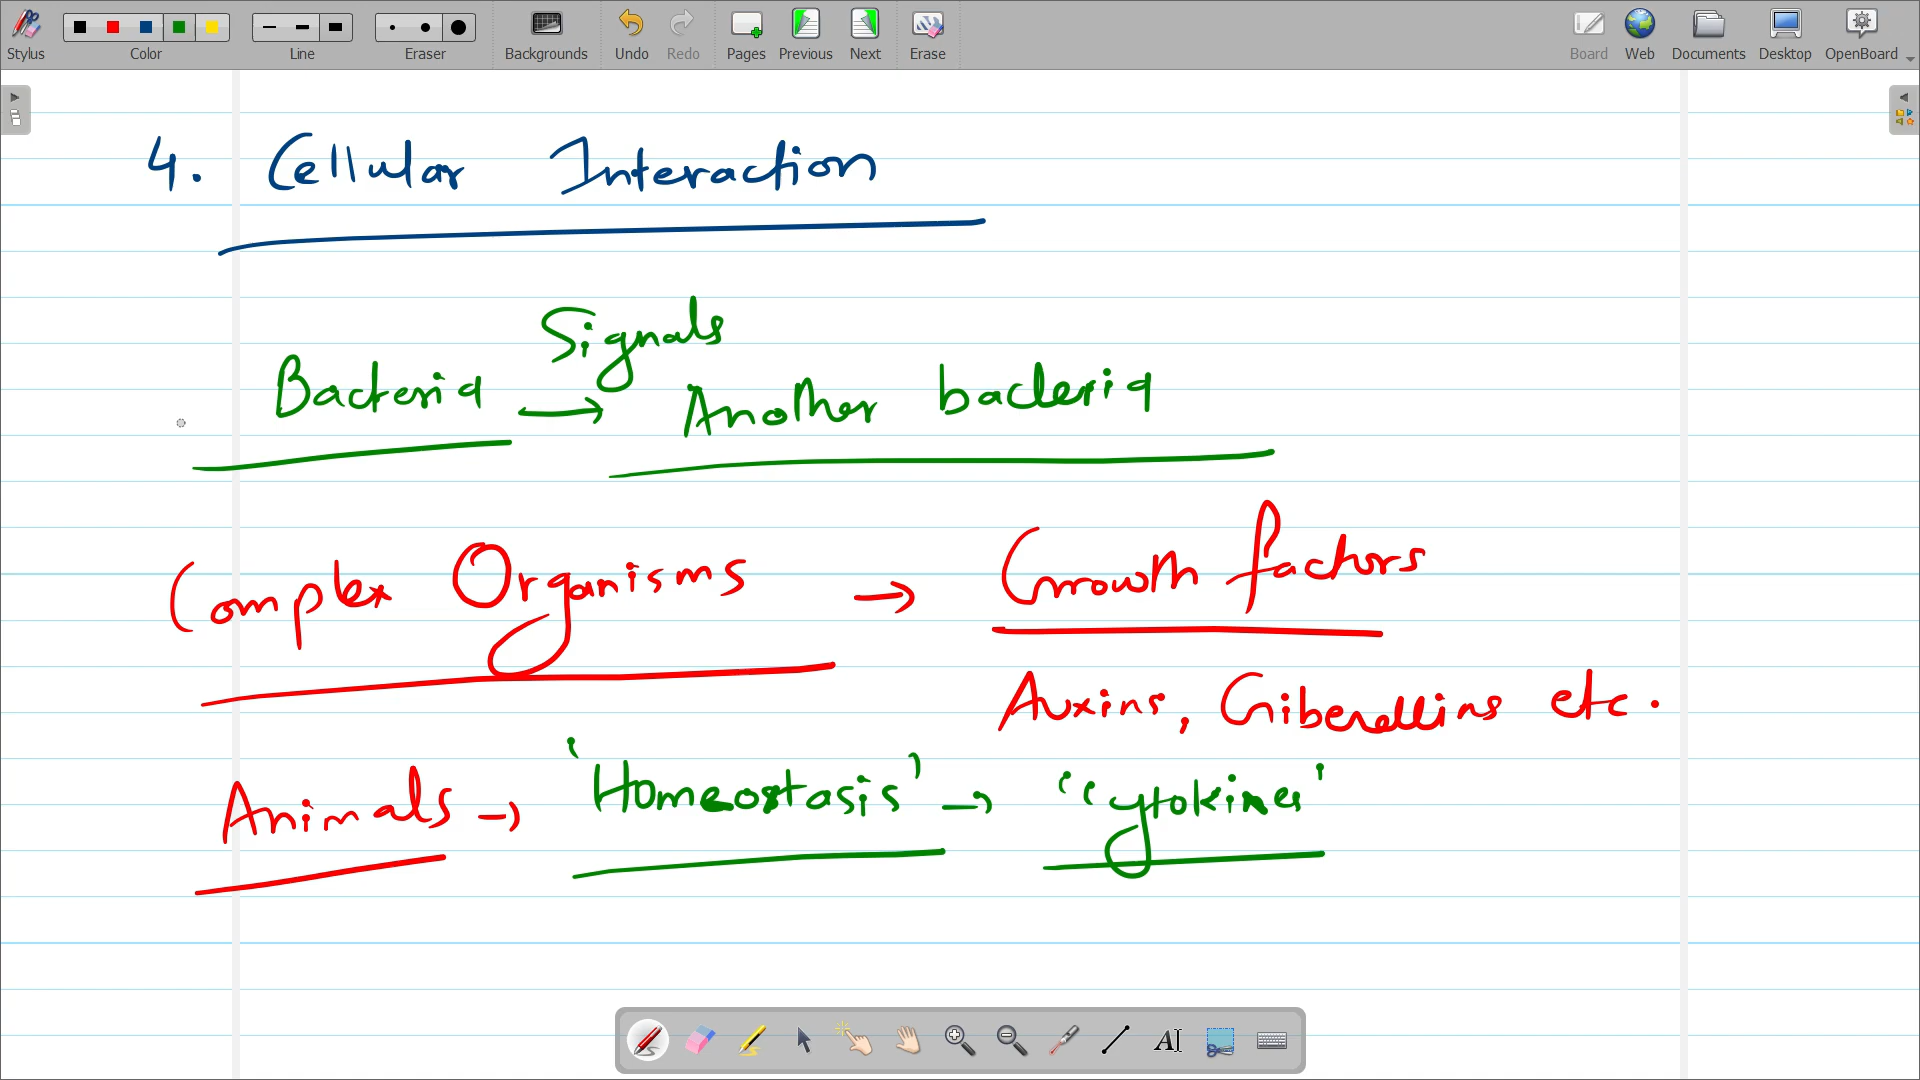 Stylus Color Line Eraser Backgrounds Undo Redo Pages Previous Next Erase Board Web Documents Desktop OpenBoard
4. Cellular Interaction
Signals
Bacteria → Another bacteria
Complex Organisms → Growth factors
Auxins, Giberellins etc.
Animals → 'Homeostasis' → 'Cytokines'